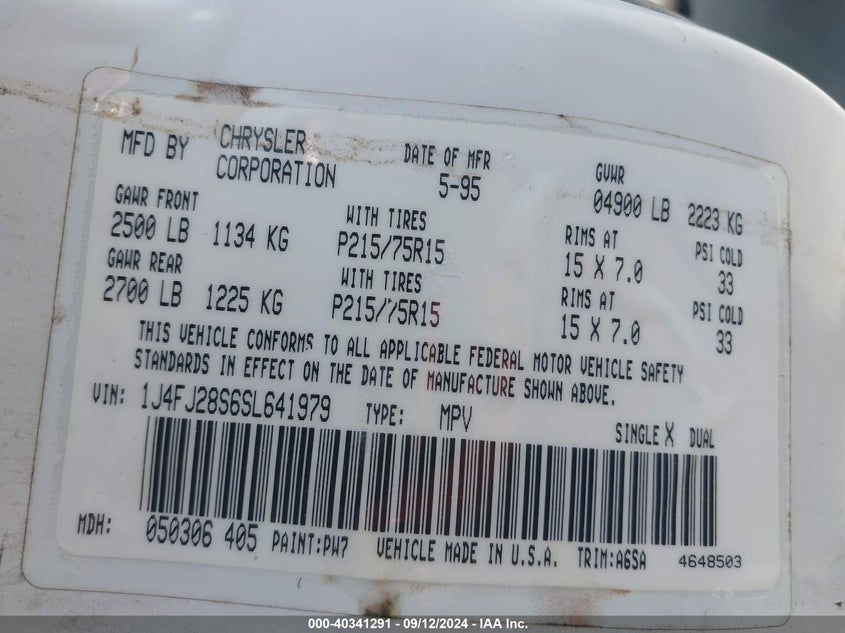 MFD BY CHRYSLER CORPORATION DATE OF MFR 5-95 GVWR 04900 LB 2223 KG
GAWR FRONT WITH TIRES RIMS AT PSI COLD
2500 LB 1134 KG P215/75R15 15 X 7.0 33
GAWR REAR WITH TIRES RIMS AT PSI COLD
2700 LB 1225 KG P215/75R15 15 X 7.0 33
THIS VEHICLE CONFORMS TO ALL APPLICABLE FEDERAL MOTOR VEHICLE SAFETY
STANDARDS IN EFFECT ON THE DATE OF MANUFACTURE SHOWN ABOVE.
VIN: 1J4FJ28S6SL641979 TYPE: MPV SINGLE X DUAL
MDH: 050306 405 PAINT:PW7 VEHICLE MADE IN U.S.A. TRIM:A6SA 4648503
000-40341291 - 09/12/2024 - IAA Inc.